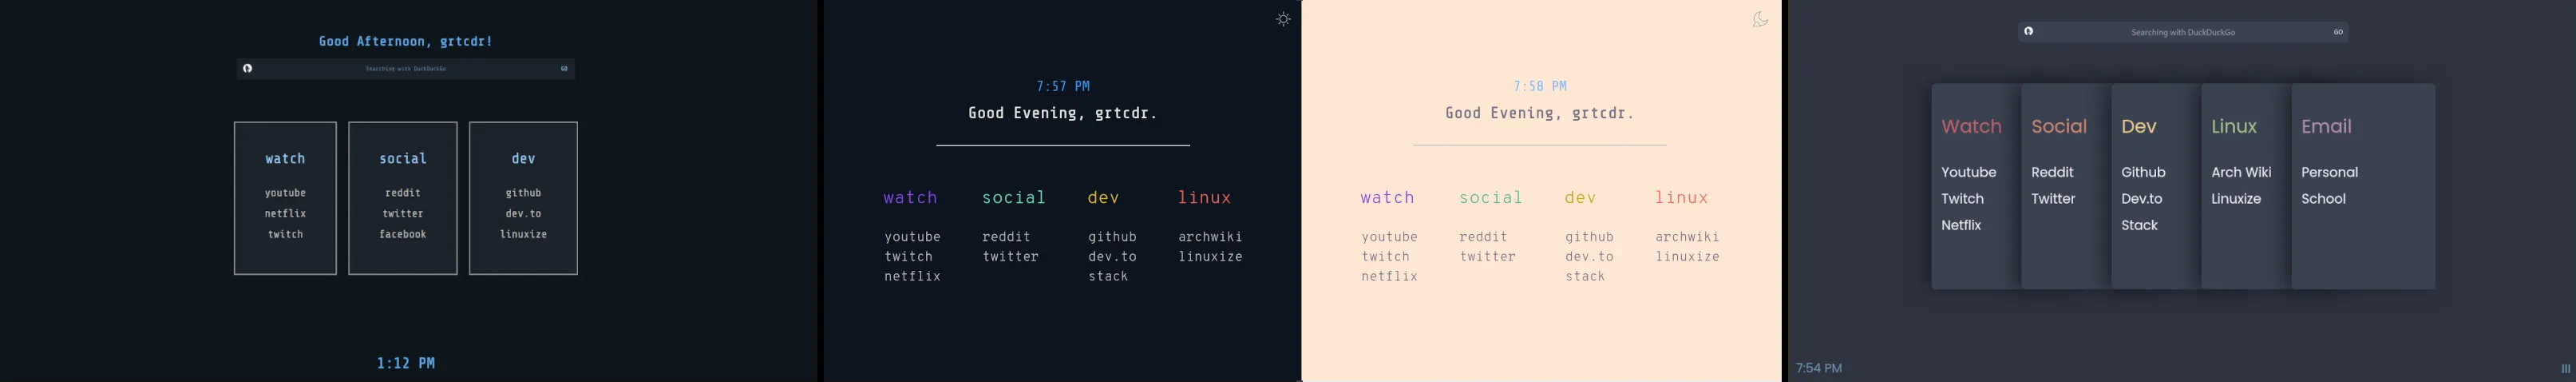 Good Afternoon, grtcdr!
Searching with DuckDuckGo GO
watch social dev
youtube reddit github
netflix twitter dev.to
twitch facebook linuxize
1:12 PM
7:57 PM
Good Evening, grtcdr.
watch social dev linux
youtube reddit github archwiki
twitch twitter dev.to linuxize
netflix stack
7:58 PM
Good Evening, grtcdr.
watch social dev linux
youtube reddit github archwiki
twitch twitter dev.to linuxize
netflix stack
Searching with DuckDuckGo GO
Watch Social Dev Linux Email
Youtube Reddit Github Arch Wiki Personal
Twitch Twitter Dev.to Linuxize School
Netflix Stack
7:54 PM